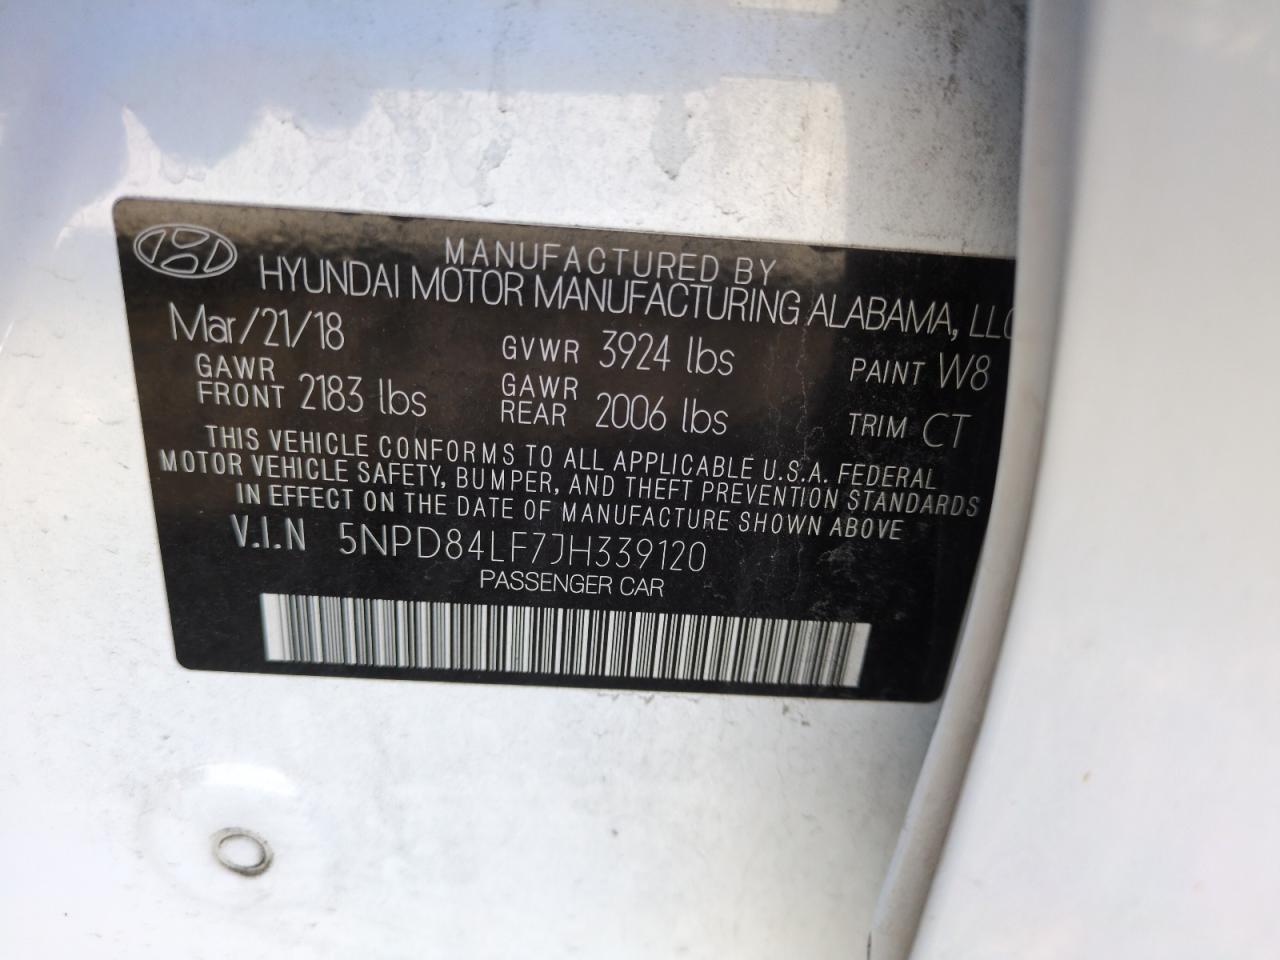 MANUFACTURED BY
HYUNDAI MOTOR MANUFACTURING ALABAMA, LLC
Mar/21/18 GVWR 3924 lbs PAINT W8
GAWR FRONT 2183 lbs GAWR REAR 2006 lbs TRIM CT
THIS VEHICLE CONFORMS TO ALL APPLICABLE U.S.A. FEDERAL
MOTOR VEHICLE SAFETY, BUMPER, AND THEFT PREVENTION STANDARDS
IN EFFECT ON THE DATE OF MANUFACTURE SHOWN ABOVE
V.I.N 5NPD84LF7JH339120
PASSENGER CAR